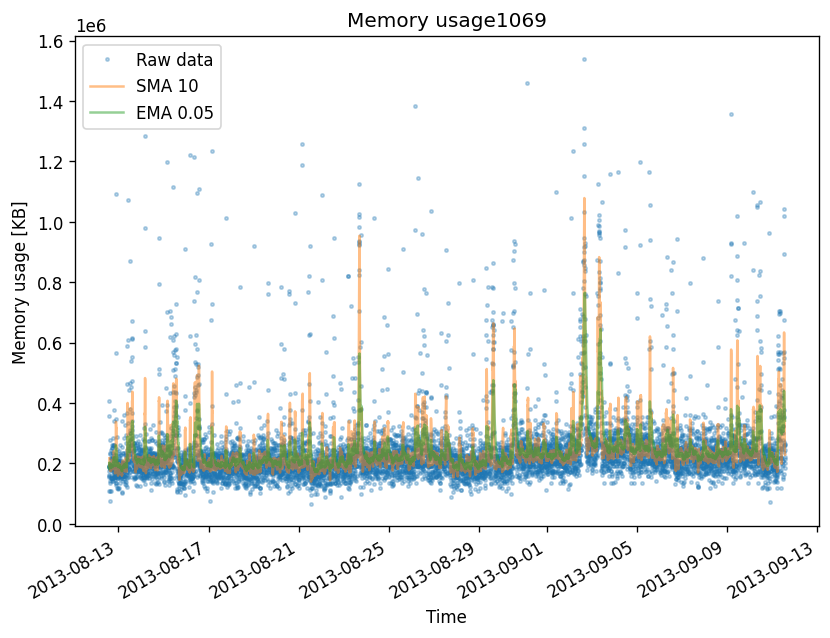 Memory usage1069
1e6
1.6
1.4
1.2
1.0
0.8
0.6
0.4
0.2
0.0
Memory usage [KB]
Raw data
SMA 10
EMA 0.05
2013-08-13
2013-08-17
2013-08-21
2013-08-25
2013-08-29
2013-09-01
2013-09-05
2013-09-09
2013-09-13
Time